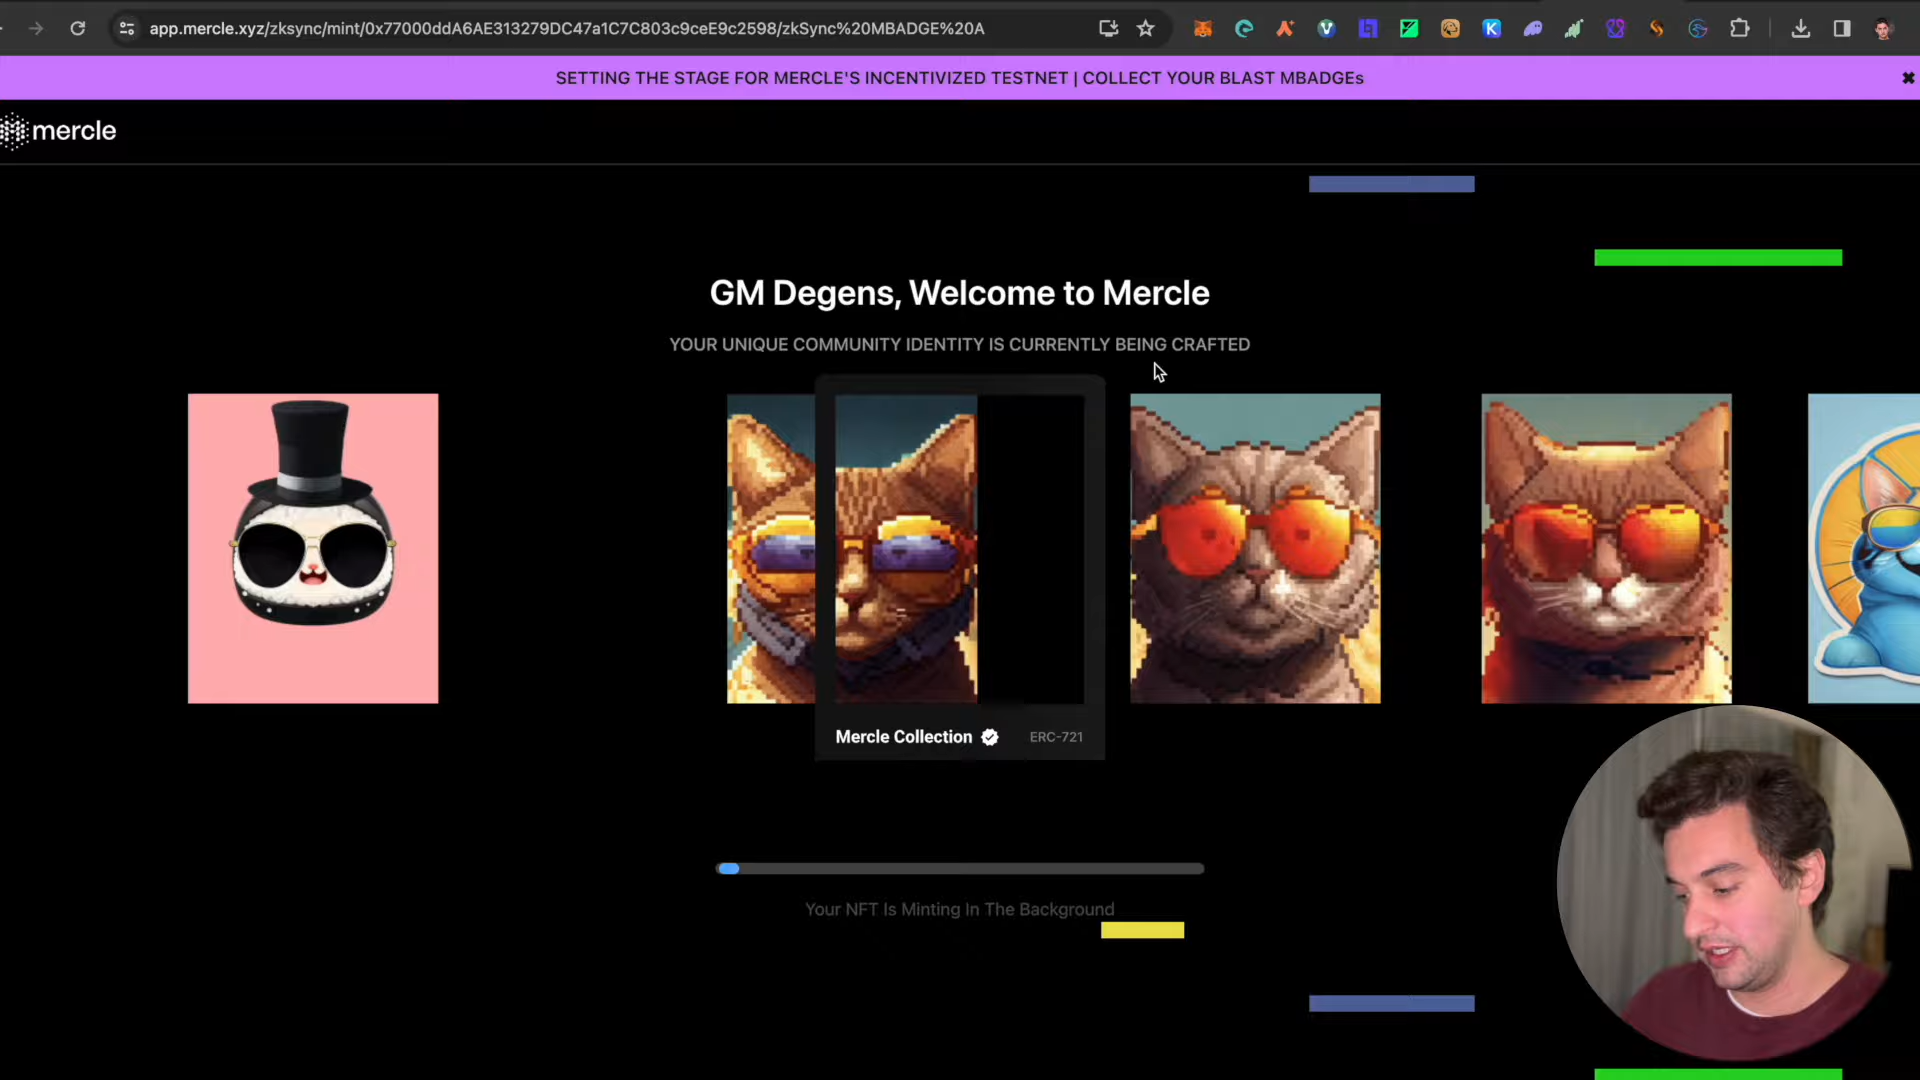 app.mercle.xyz/zksync/mint/0x77000ddA6AE313279DC47a1C7C803c9ceE9c2598/zkSync%20MBADGE%20A
SETTING THE STAGE FOR MERCLE'S INCENTIVIZED TESTNET | COLLECT YOUR BLAST MBADGEs
mercle
GM Degens, Welcome to Mercle
YOUR UNIQUE COMMUNITY IDENTITY IS CURRENTLY BEING CRAFTED
Mercle Collection ERC-721
Your NFT Is Minting In The Background